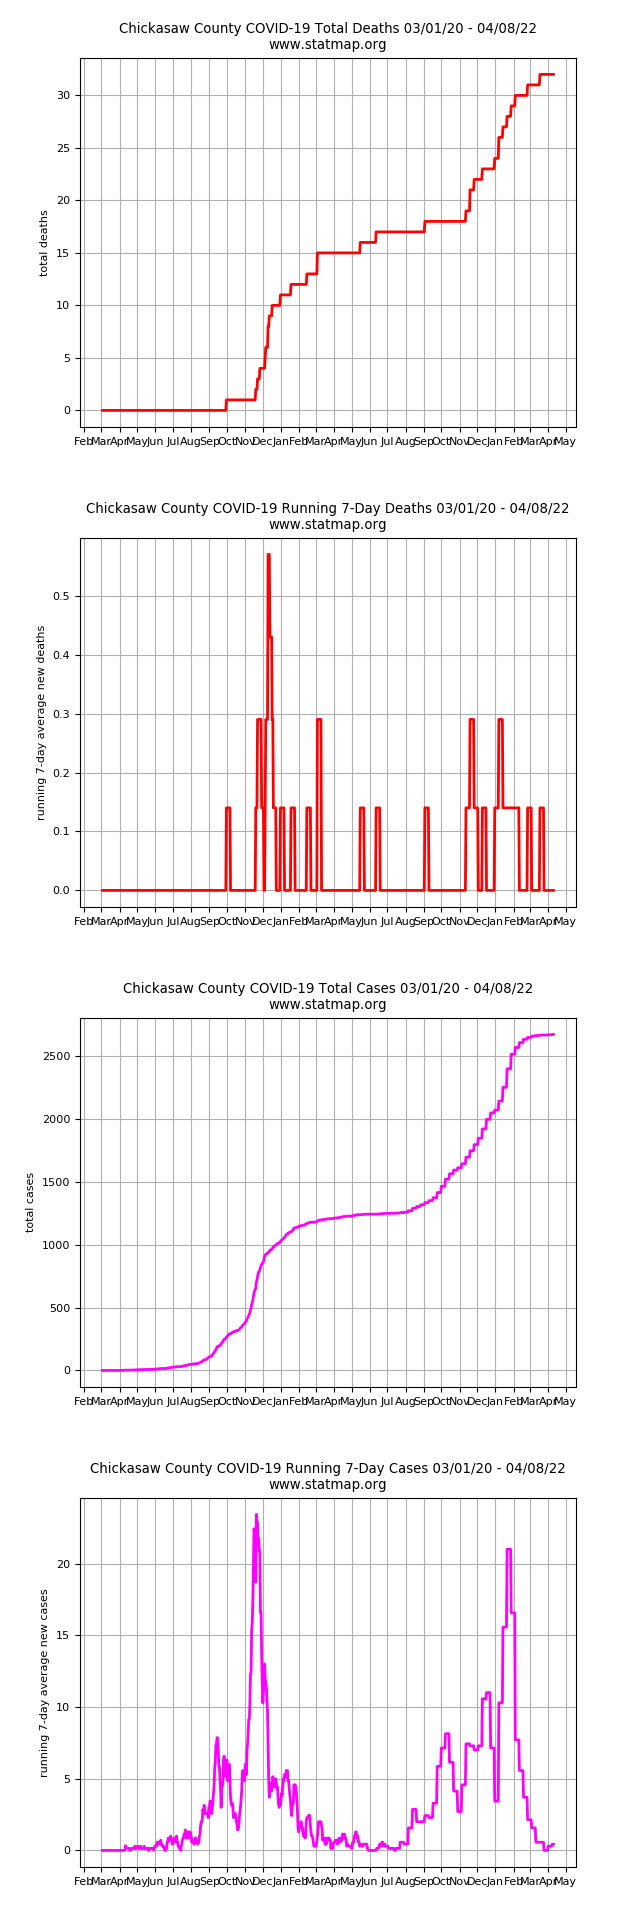 Chickasaw County COVID-19 Total Deaths 03/01/20 - 04/08/22
www.statmap.org
30
25
20
15
10
5
0
total deaths
Feb Mar Apr May Jun Jul Aug Sep Oct Nov Dec Jan Feb Mar Apr May Jun Jul Aug Sep Oct Nov Dec Jan Feb Mar Apr May
Chickasaw County COVID-19 Running 7-Day Deaths 03/01/20 - 04/08/22
www.statmap.org
0.5
0.4
0.3
0.2
0.1
0.0
running 7-day average new deaths
Feb Mar Apr May Jun Jul Aug Sep Oct Nov Dec Jan Feb Mar Apr May Jun Jul Aug Sep Oct Nov Dec Jan Feb Mar Apr May
Chickasaw County COVID-19 Total Cases 03/01/20 - 04/08/22
www.statmap.org
2500
2000
1500
1000
500
0
total cases
Feb Mar Apr May Jun Jul Aug Sep Oct Nov Dec Jan Feb Mar Apr May Jun Jul Aug Sep Oct Nov Dec Jan Feb Mar Apr May
Chickasaw County COVID-19 Running 7-Day Cases 03/01/20 - 04/08/22
www.statmap.org
20
15
10
5
0
running 7-day average new cases
Feb Mar Apr May Jun Jul Aug Sep Oct Nov Dec Jan Feb Mar Apr May Jun Jul Aug Sep Oct Nov Dec Jan Feb Mar Apr May